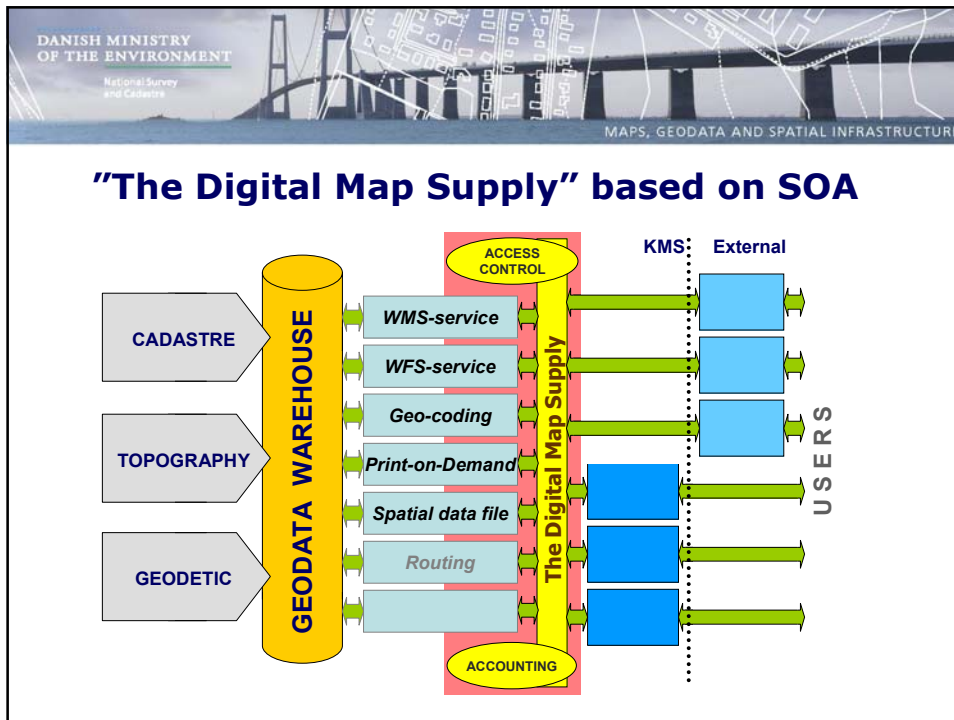 DANISH MINISTRY
OF THE ENVIRONMENT
National Survey
and Cadastre
MAPS, GEODATA AND SPATIAL INFRASTRUCTURE
”The Digital Map Supply” based on SOA
ACCESS
CONTROL
KMS
External
CADASTRE
TOPOGRAPHY
GEODETIC
GEODATA WAREHOUSE
WMS-service
WFS-service
Geo-coding
Print-on-Demand
Spatial data file
Routing
The Digital Map Supply
ACCOUNTING
USERS